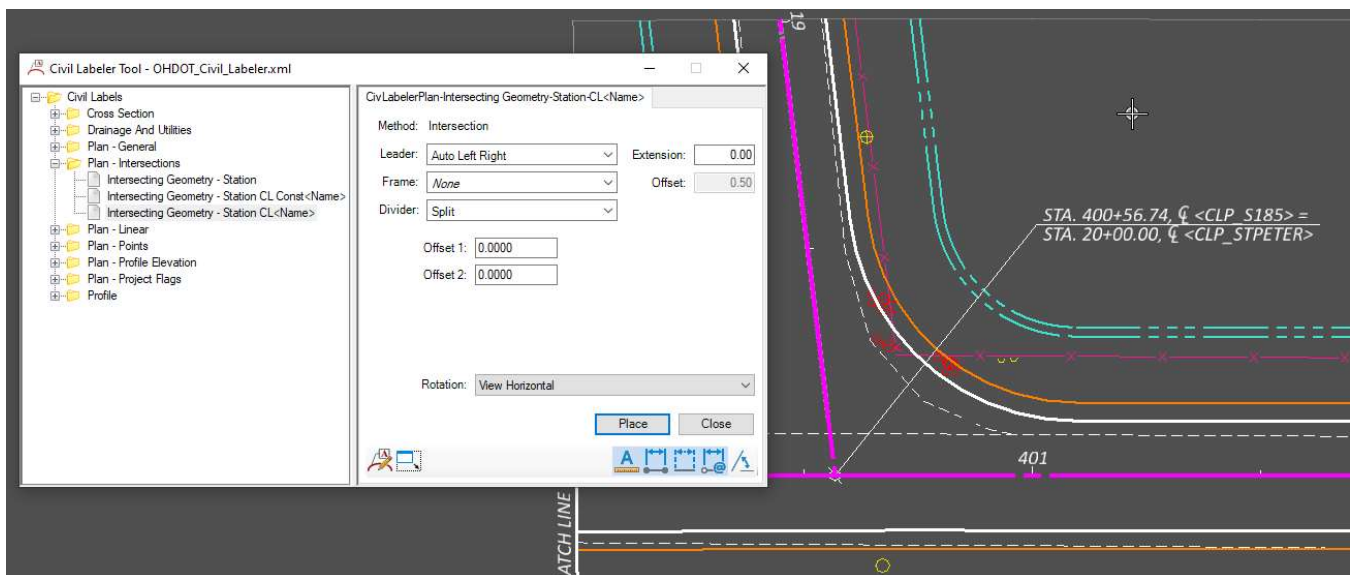 Civil Labeler Tool - OHDOT_Civil_Labeler.xml
Civil Labels
Cross Section
Drainage And Utilities
Plan - General
Plan - Intersections
Intersecting Geometry - Station
Intersecting Geometry - Station CL Const<Name>
Intersecting Geometry - Station CL<Name>
Plan - Linear
Plan - Points
Plan - Profile Elevation
Plan - Project Flags
Profile
CivLabelerPlan-Intersecting Geometry-Station-CL<Name>
Method: Intersection
Leader: Auto Left Right Extension: 0.00
Frame: None Offset: 0.50
Divider: Split
Offset 1: 0.0000
Offset 2: 0.0000
Rotation: View Horizontal
Place Close
19
STA. 400+56.74, ℄ <CLP_S185> =
STA. 20+00.00, ℄ <CLP_STPETER>
401
ATCH LINE